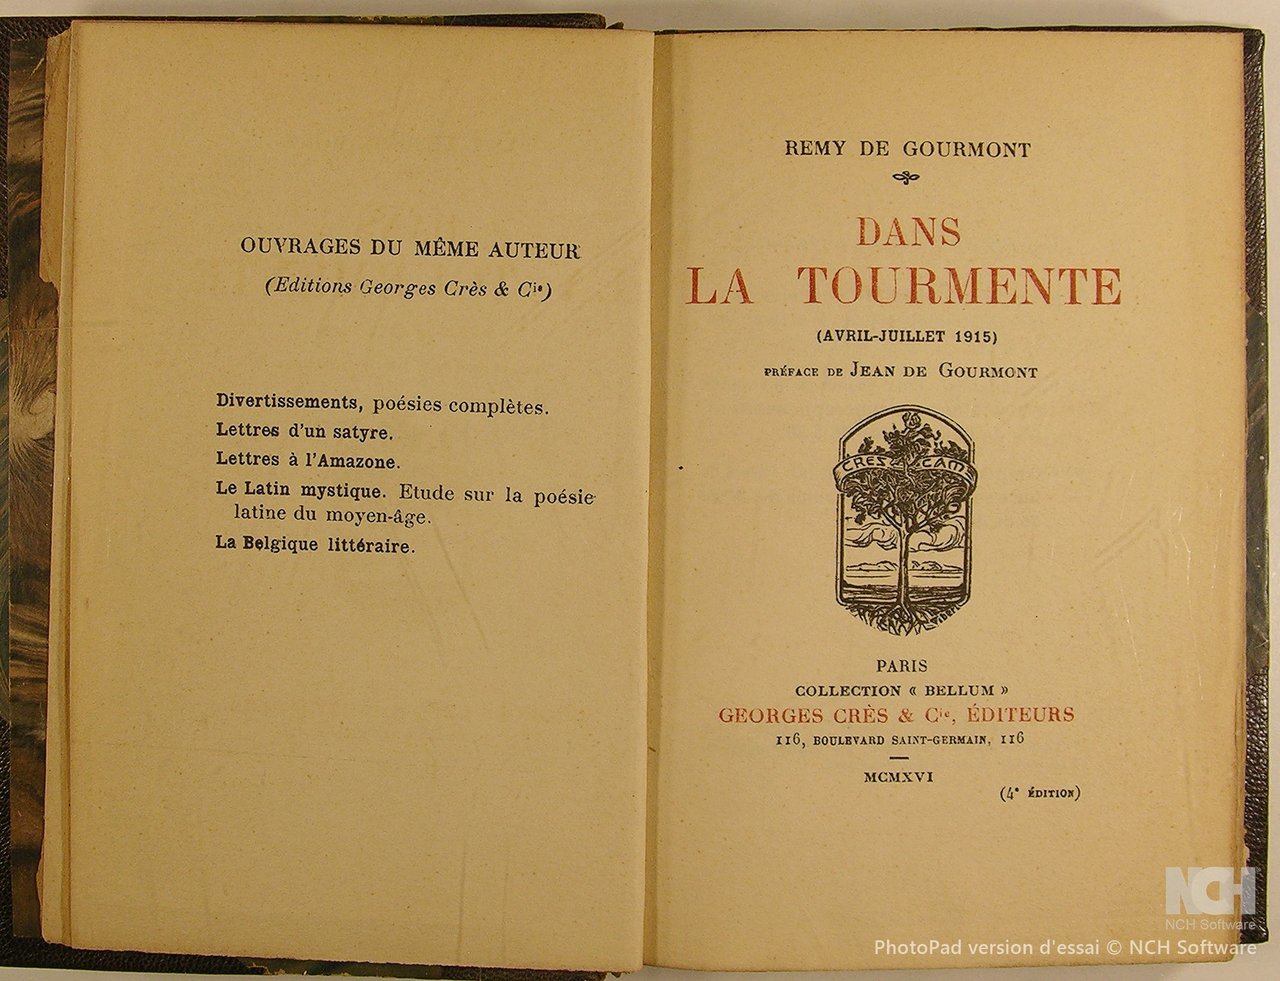 OUVRAGES DU MÊME AUTEUR
(Editions Georges Crès & Cie)
Divertissements, poésies complètes.
Lettres d'un satyre.
Lettres à l'Amazone.
Le Latin mystique. Etude sur la poésie
latine du moyen-âge.
La Belgique littéraire.
REMY DE GOURMONT
DANS
LA TOURMENTE
(AVRIL-JUILLET 1915)
PRÉFACE DE JEAN DE GOURMONT
CRES CAM
PARIS
COLLECTION « BELLUM »
GEORGES CRÈS & Cie, ÉDITEURS
116, BOULEVARD SAINT-GERMAIN, 116
MCMXVI
(4e ÉDITION)
NCH
NCH Software
PhotoPad version d'essai © NCH Software